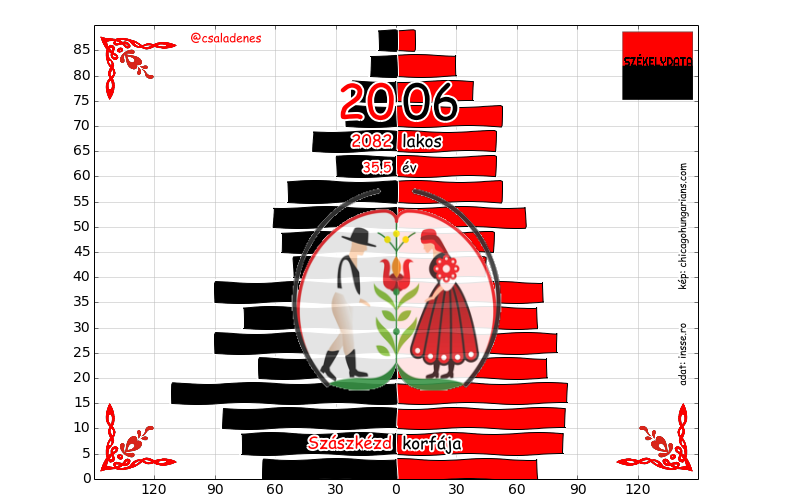 @csaladenes
SZÉKELYDATA
2006
2082 lakos
35.5 év
kép: chicagohungarians.com
adat: insse.ro
Szászkézd korfája
85
80
75
70
65
60
55
50
45
40
35
30
25
20
15
10
5
0
120 90 60 30 0 30 60 90 120